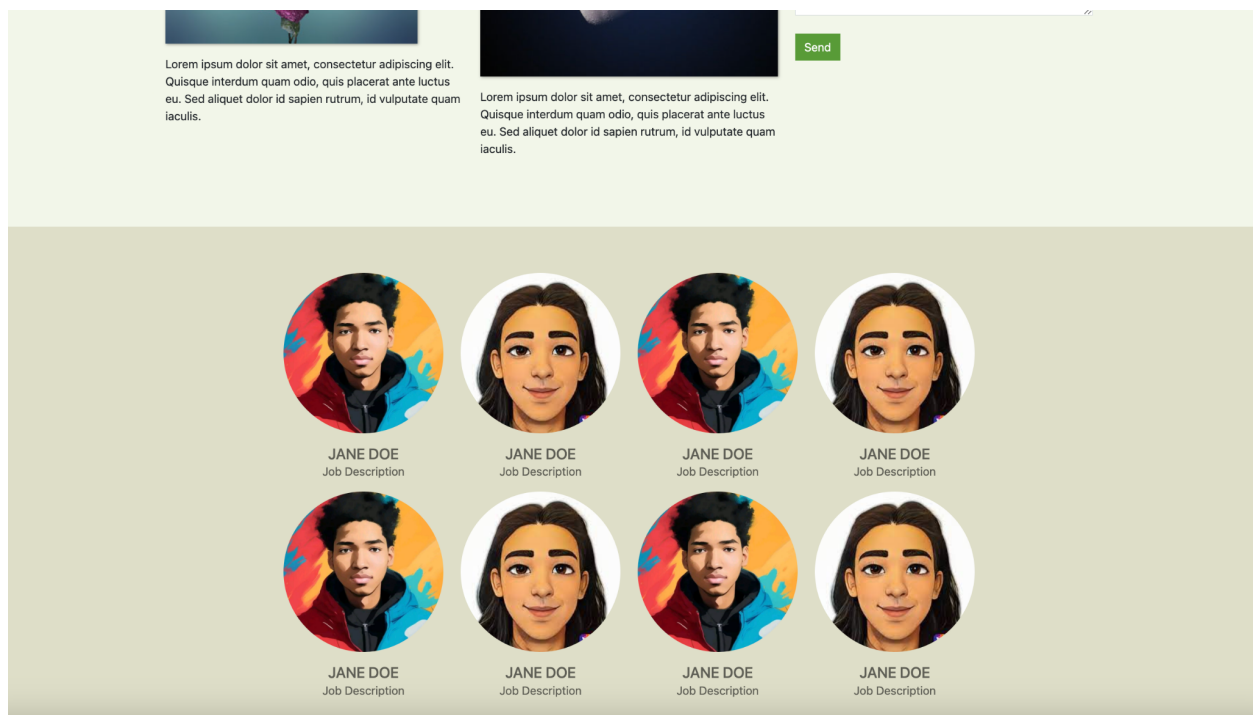 Lorem ipsum dolor sit amet, consectetur adipiscing elit.
Quisque interdum quam odio, quis placerat ante luctus
eu. Sed aliquet dolor id sapien rutrum, id vulputate quam
iaculis.
Lorem ipsum dolor sit amet, consectetur adipiscing elit.
Quisque interdum quam odio, quis placerat ante luctus
eu. Sed aliquet dolor id sapien rutrum, id vulputate quam
iaculis.
Send
JANE DOE
Job Description
JANE DOE
Job Description
JANE DOE
Job Description
JANE DOE
Job Description
JANE DOE
Job Description
JANE DOE
Job Description
JANE DOE
Job Description
JANE DOE
Job Description